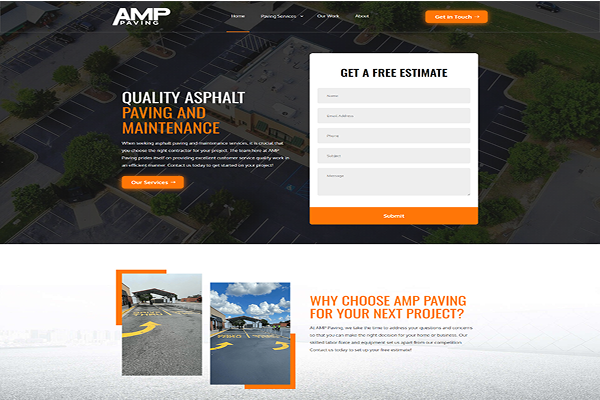 AMP
PAVING
Home
Paving Services
Our Work
About
Get in Touch →
QUALITY ASPHALT
PAVING AND
MAINTENANCE
When seeking asphalt paving and maintenance services, it is crucial that
you choose the right contractor for your project. The team here at AMP
Paving prides itself on providing excellent customer service quality work in
an efficient manner. Contact us today to get started on your project!
Our Services →
GET A FREE ESTIMATE
Name
Email Address
Phone
Subject
Message
Submit
WHY CHOOSE AMP PAVING
FOR YOUR NEXT PROJECT?
At AMP Paving, we take the time to address your questions and concerns
so that you can make the right decision for your home or business. Our
skilled labor force and equipment set us apart from our competition.
Contact us today to set up your free estimate!